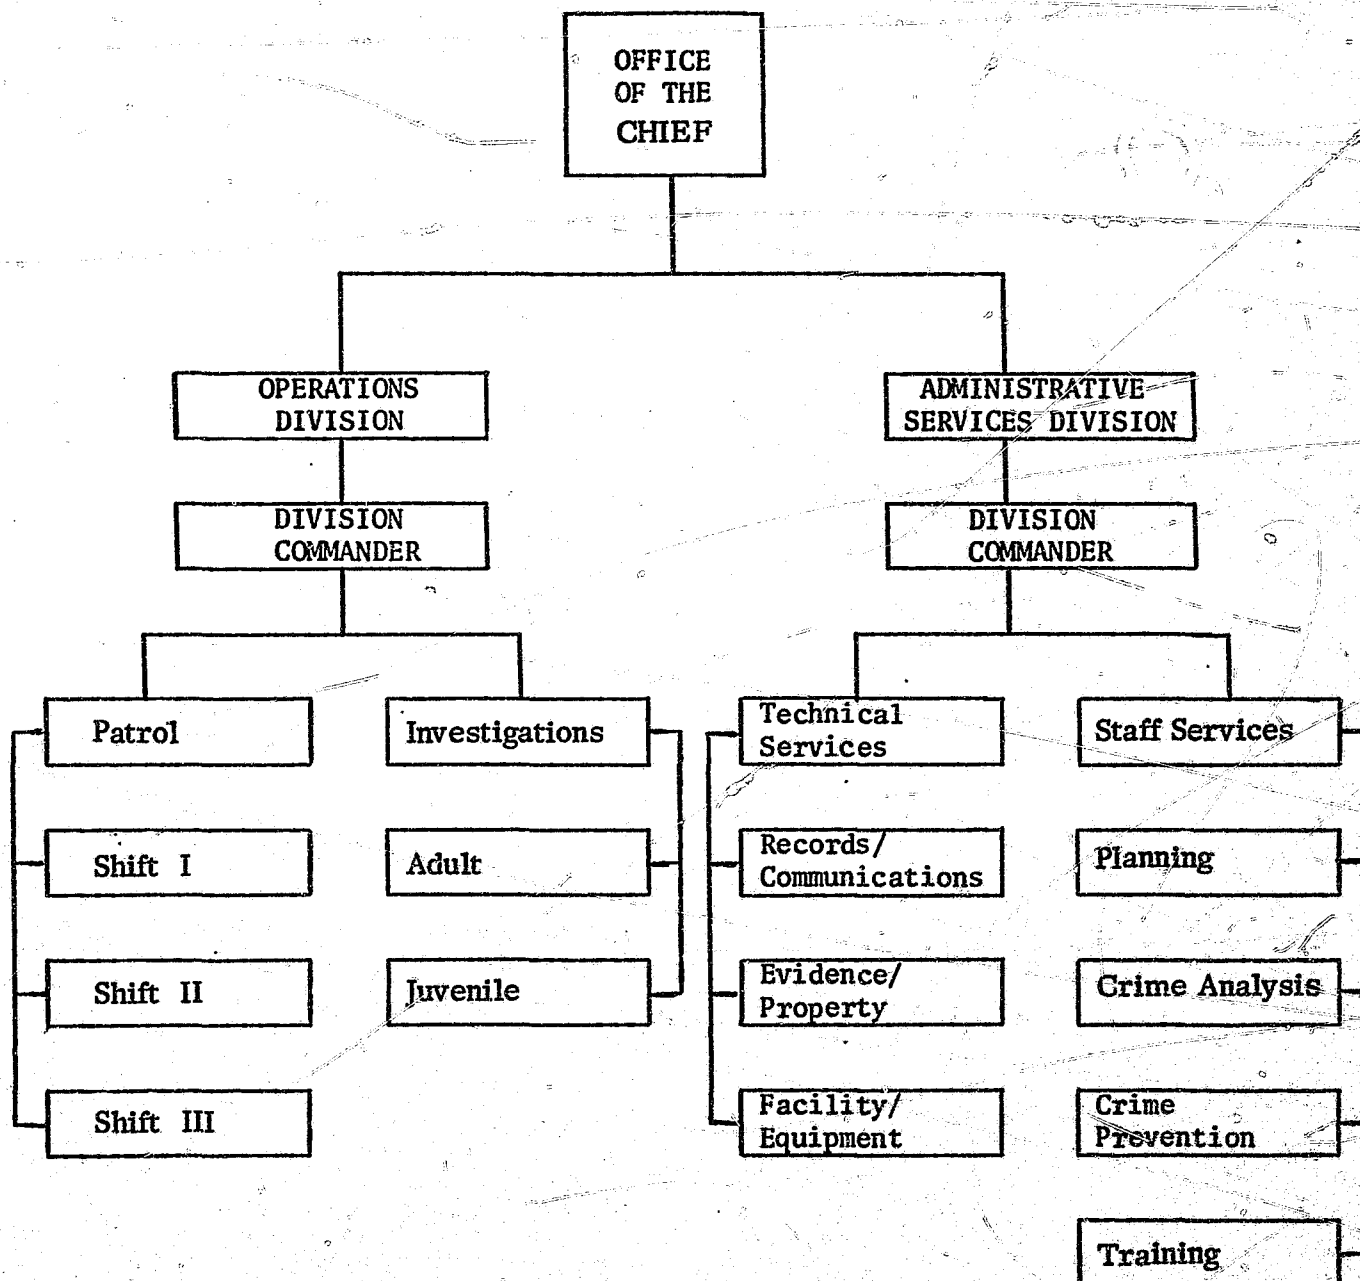 OFFICE
OF THE
CHIEF
OPERATIONS
DIVISION
ADMINISTRATIVE
SERVICES DIVISION
DIVISION
COMMANDER
DIVISION
COMMANDER
Patrol
Investigations
Technical
Services
Staff Services
Shift I
Adult
Records/
Communications
Planning
Shift II
Juvenile
Evidence/
Property
Crime Analysis
Shift III
Facility/
Equipment
Crime
Prevention
Training